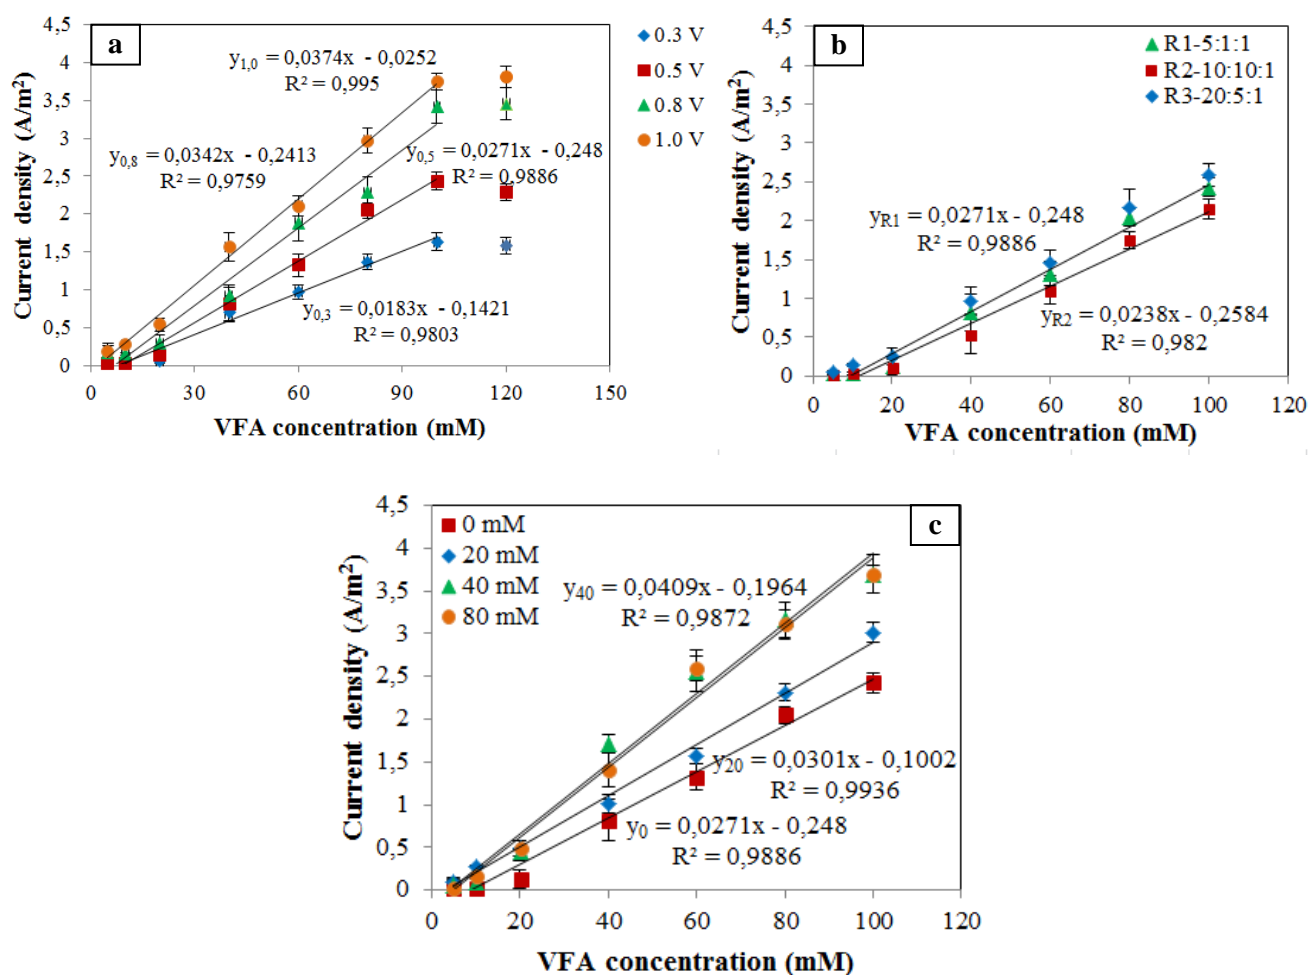 a
4,5
4
3,5
3
2,5
2
1,5
1
0,5
0
Current density (A/m²)
y1,0 = 0,0374x - 0,0252
R² = 0,995
y0,8 = 0,0342x - 0,2413
R² = 0,9759
y0,5 = 0,0271x - 0,248
R² = 0,9886
y0,3 = 0,0183x - 0,1421
R² = 0,9803
0 30 60 90 120 150
VFA concentration (mM)
0.3 V
0.5 V
0.8 V
1.0 V
b
4,5
4
3,5
3
2,5
2
1,5
1
0,5
0
Current density (A/m²)
R1-5:1:1
R2-10:10:1
R3-20:5:1
yR1 = 0,0271x - 0,248
R² = 0,9886
yR2 = 0,0238x - 0,2584
R² = 0,982
0 20 40 60 80 100 120
VFA concentration (mM)
c
4,5
4
3,5
3
2,5
2
1,5
1
0,5
0
Current density (A/m²)
0 mM
20 mM
40 mM
80 mM
y40 = 0,0409x - 0,1964
R² = 0,9872
y20 = 0,0301x - 0,1002
R² = 0,9936
y0 = 0,0271x - 0,248
R² = 0,9886
0 20 40 60 80 100 120
VFA concentration (mM)